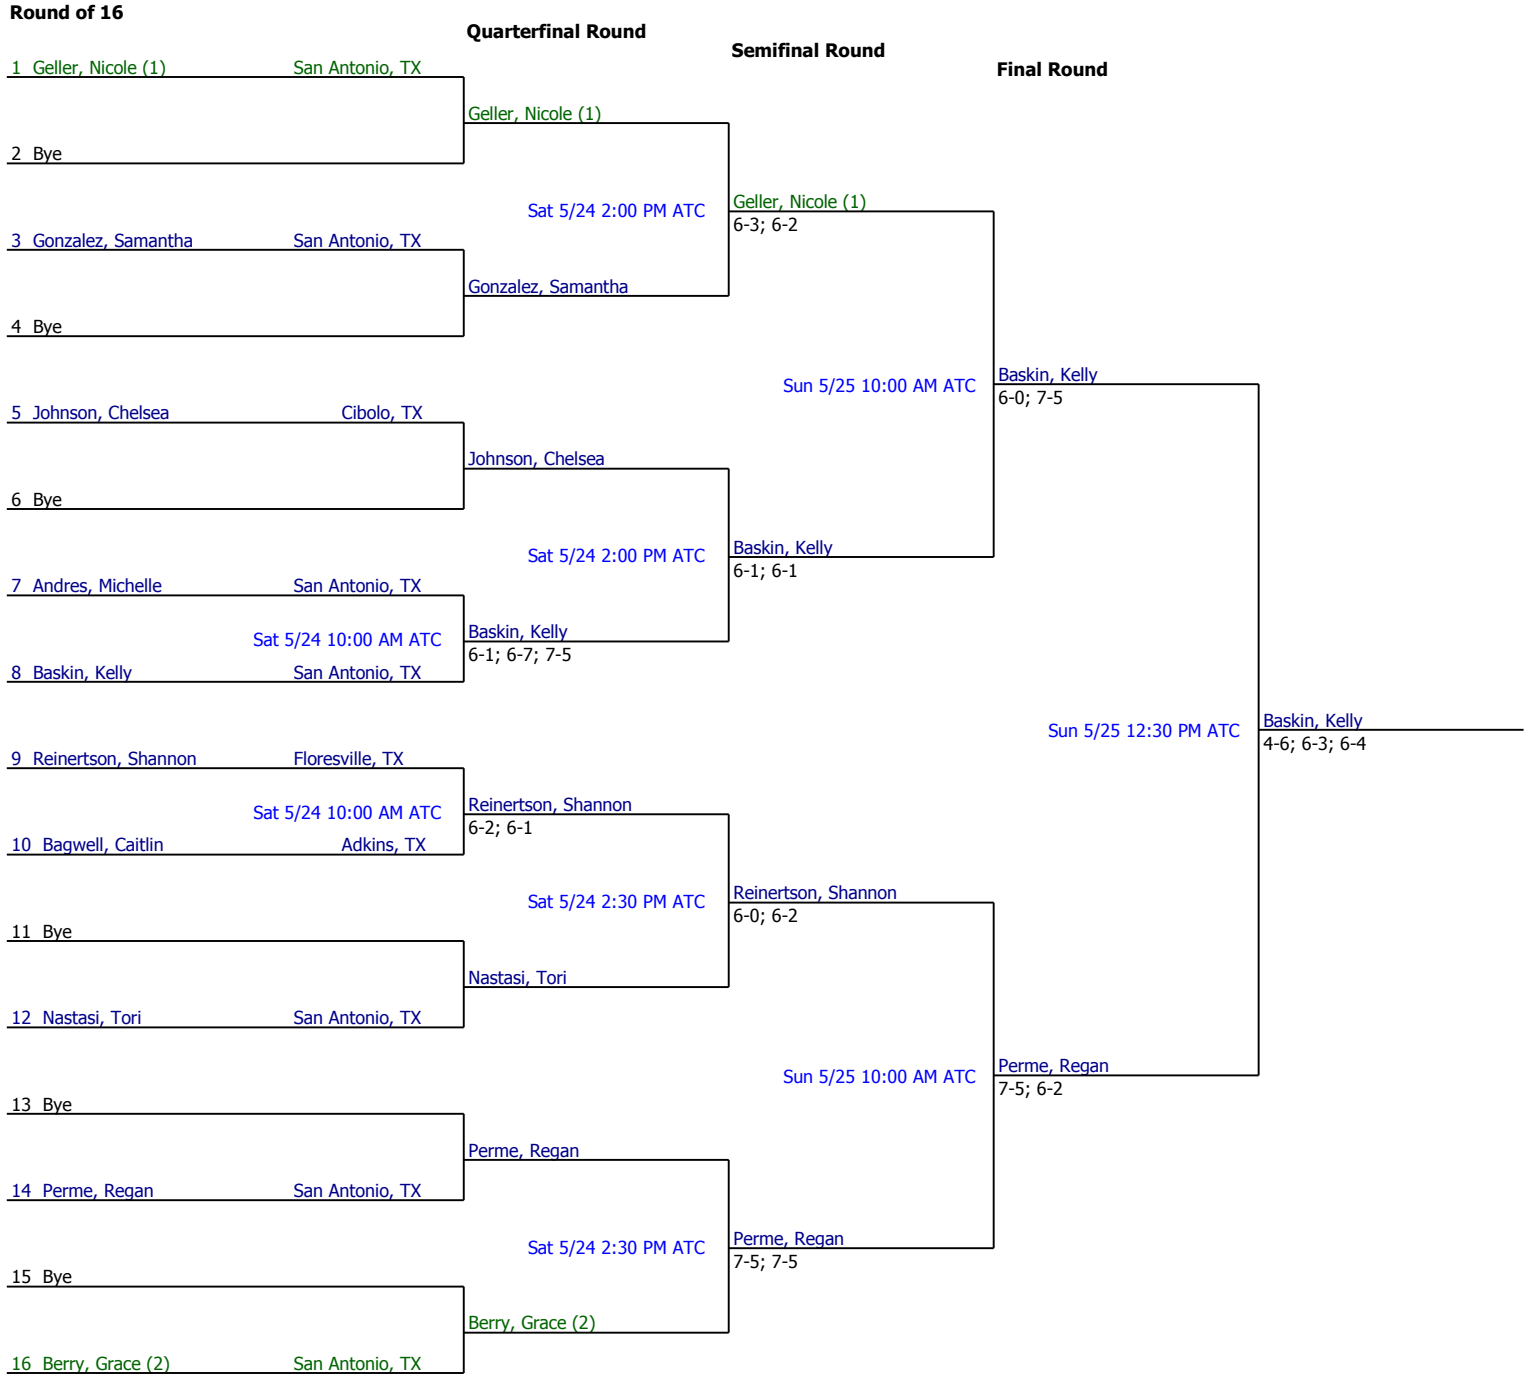 Round of 16
Quarterfinal Round
Semifinal Round
Final Round
1 Geller, Nicole (1) San Antonio, TX
Geller, Nicole (1)
2 Bye
Sat 5/24 2:00 PM ATC
Geller, Nicole (1)
6-3; 6-2
3 Gonzalez, Samantha San Antonio, TX
Gonzalez, Samantha
4 Bye
Sun 5/25 10:00 AM ATC
Baskin, Kelly
6-0; 7-5
5 Johnson, Chelsea Cibolo, TX
Johnson, Chelsea
6 Bye
Sat 5/24 2:00 PM ATC
Baskin, Kelly
6-1; 6-1
7 Andres, Michelle San Antonio, TX
Sat 5/24 10:00 AM ATC
Baskin, Kelly
6-1; 6-7; 7-5
8 Baskin, Kelly San Antonio, TX
Sun 5/25 12:30 PM ATC
Baskin, Kelly
4-6; 6-3; 6-4
9 Reinertson, Shannon Floresville, TX
Sat 5/24 10:00 AM ATC
Reinertson, Shannon
6-2; 6-1
10 Bagwell, Caitlin Adkins, TX
Sat 5/24 2:30 PM ATC
Reinertson, Shannon
6-0; 6-2
11 Bye
Nastasi, Tori
12 Nastasi, Tori San Antonio, TX
Sun 5/25 10:00 AM ATC
Perme, Regan
7-5; 6-2
13 Bye
Perme, Regan
14 Perme, Regan San Antonio, TX
Sat 5/24 2:30 PM ATC
Perme, Regan
7-5; 7-5
15 Bye
Berry, Grace (2)
16 Berry, Grace (2) San Antonio, TX